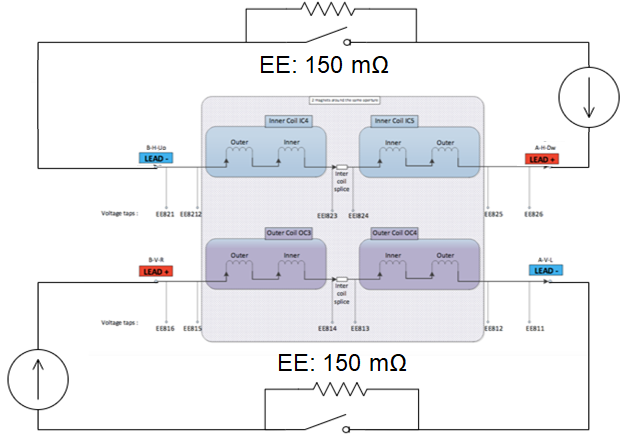 EE: 150 mΩ
2 magnets around the same aperture
Inner Coil IC4
Inner Coil IC5
Outer
Inner
Inner
Outer
B-H-Uo
LEAD -
A-H-Dw
LEAD +
Inter
coil
splice
Voltage taps :
EE821
EE8212
EE823
EE824
EE825
EE826
Outer Coil OC3
Outer Coil OC4
Outer
Inner
Inner
Outer
B-V-R
LEAD +
A-V-L
LEAD -
Inter
coil
splice
Voltage taps :
EE816
EE815
EE814
EE813
EE812
EE811
EE: 150 mΩ